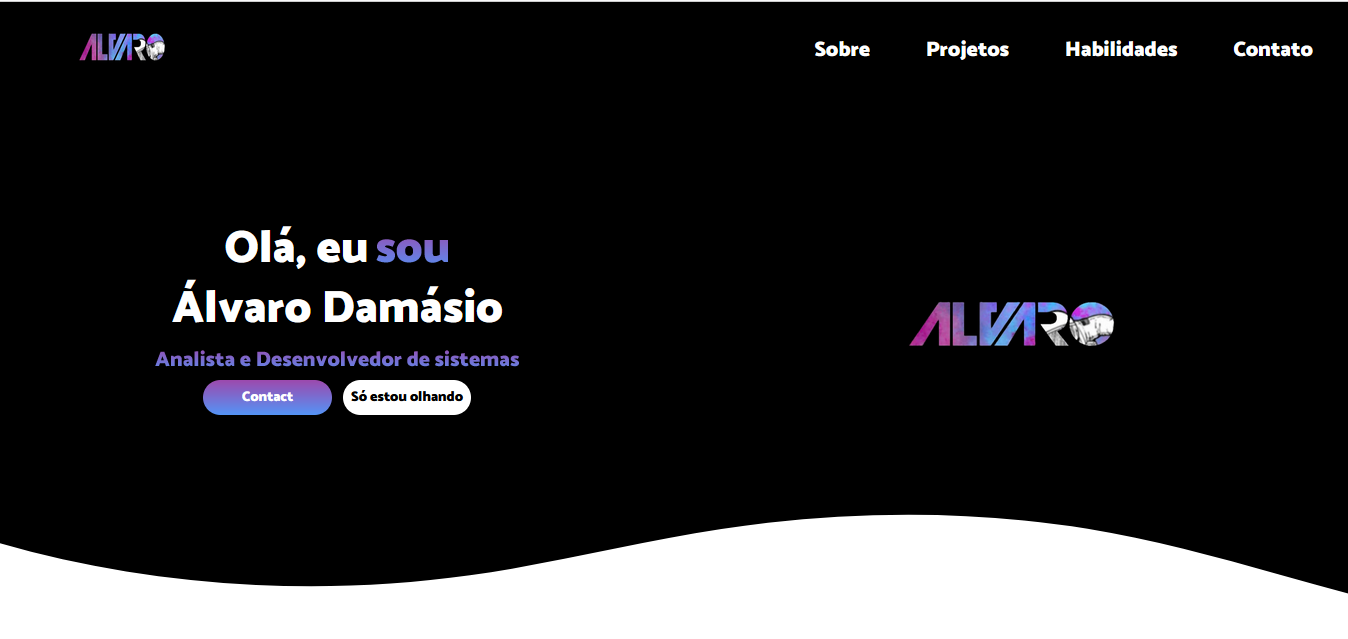 ALVARO
Sobre Projetos Habilidades Contato
Olá, eu sou
Álvaro Damásio
Analista e Desenvolvedor de sistemas
Contact Só estou olhando
ALVARO